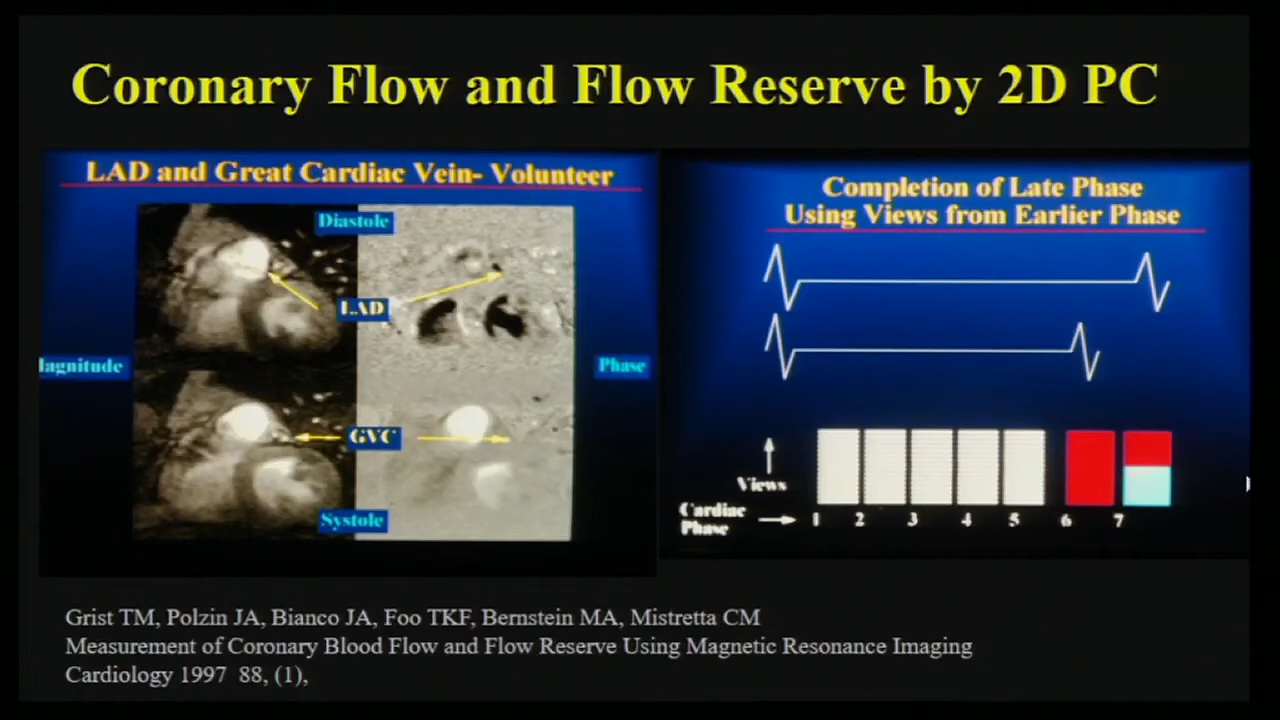 Coronary Flow and Flow Reserve by 2D PC
LAD and Great Cardiac Vein- Volunteer
Diastole
LAD
agnitude
Phase
GVC
Systole
Completion of Late Phase
Using Views from Earlier Phase
Views
Cardiac
Phase
1 2 3 4 5 6 7
Grist TM, Polzin JA, Bianco JA, Foo TKF, Bernstein MA, Mistretta CM
Measurement of Coronary Blood Flow and Flow Reserve Using Magnetic Resonance Imaging
Cardiology 1997 88, (1),